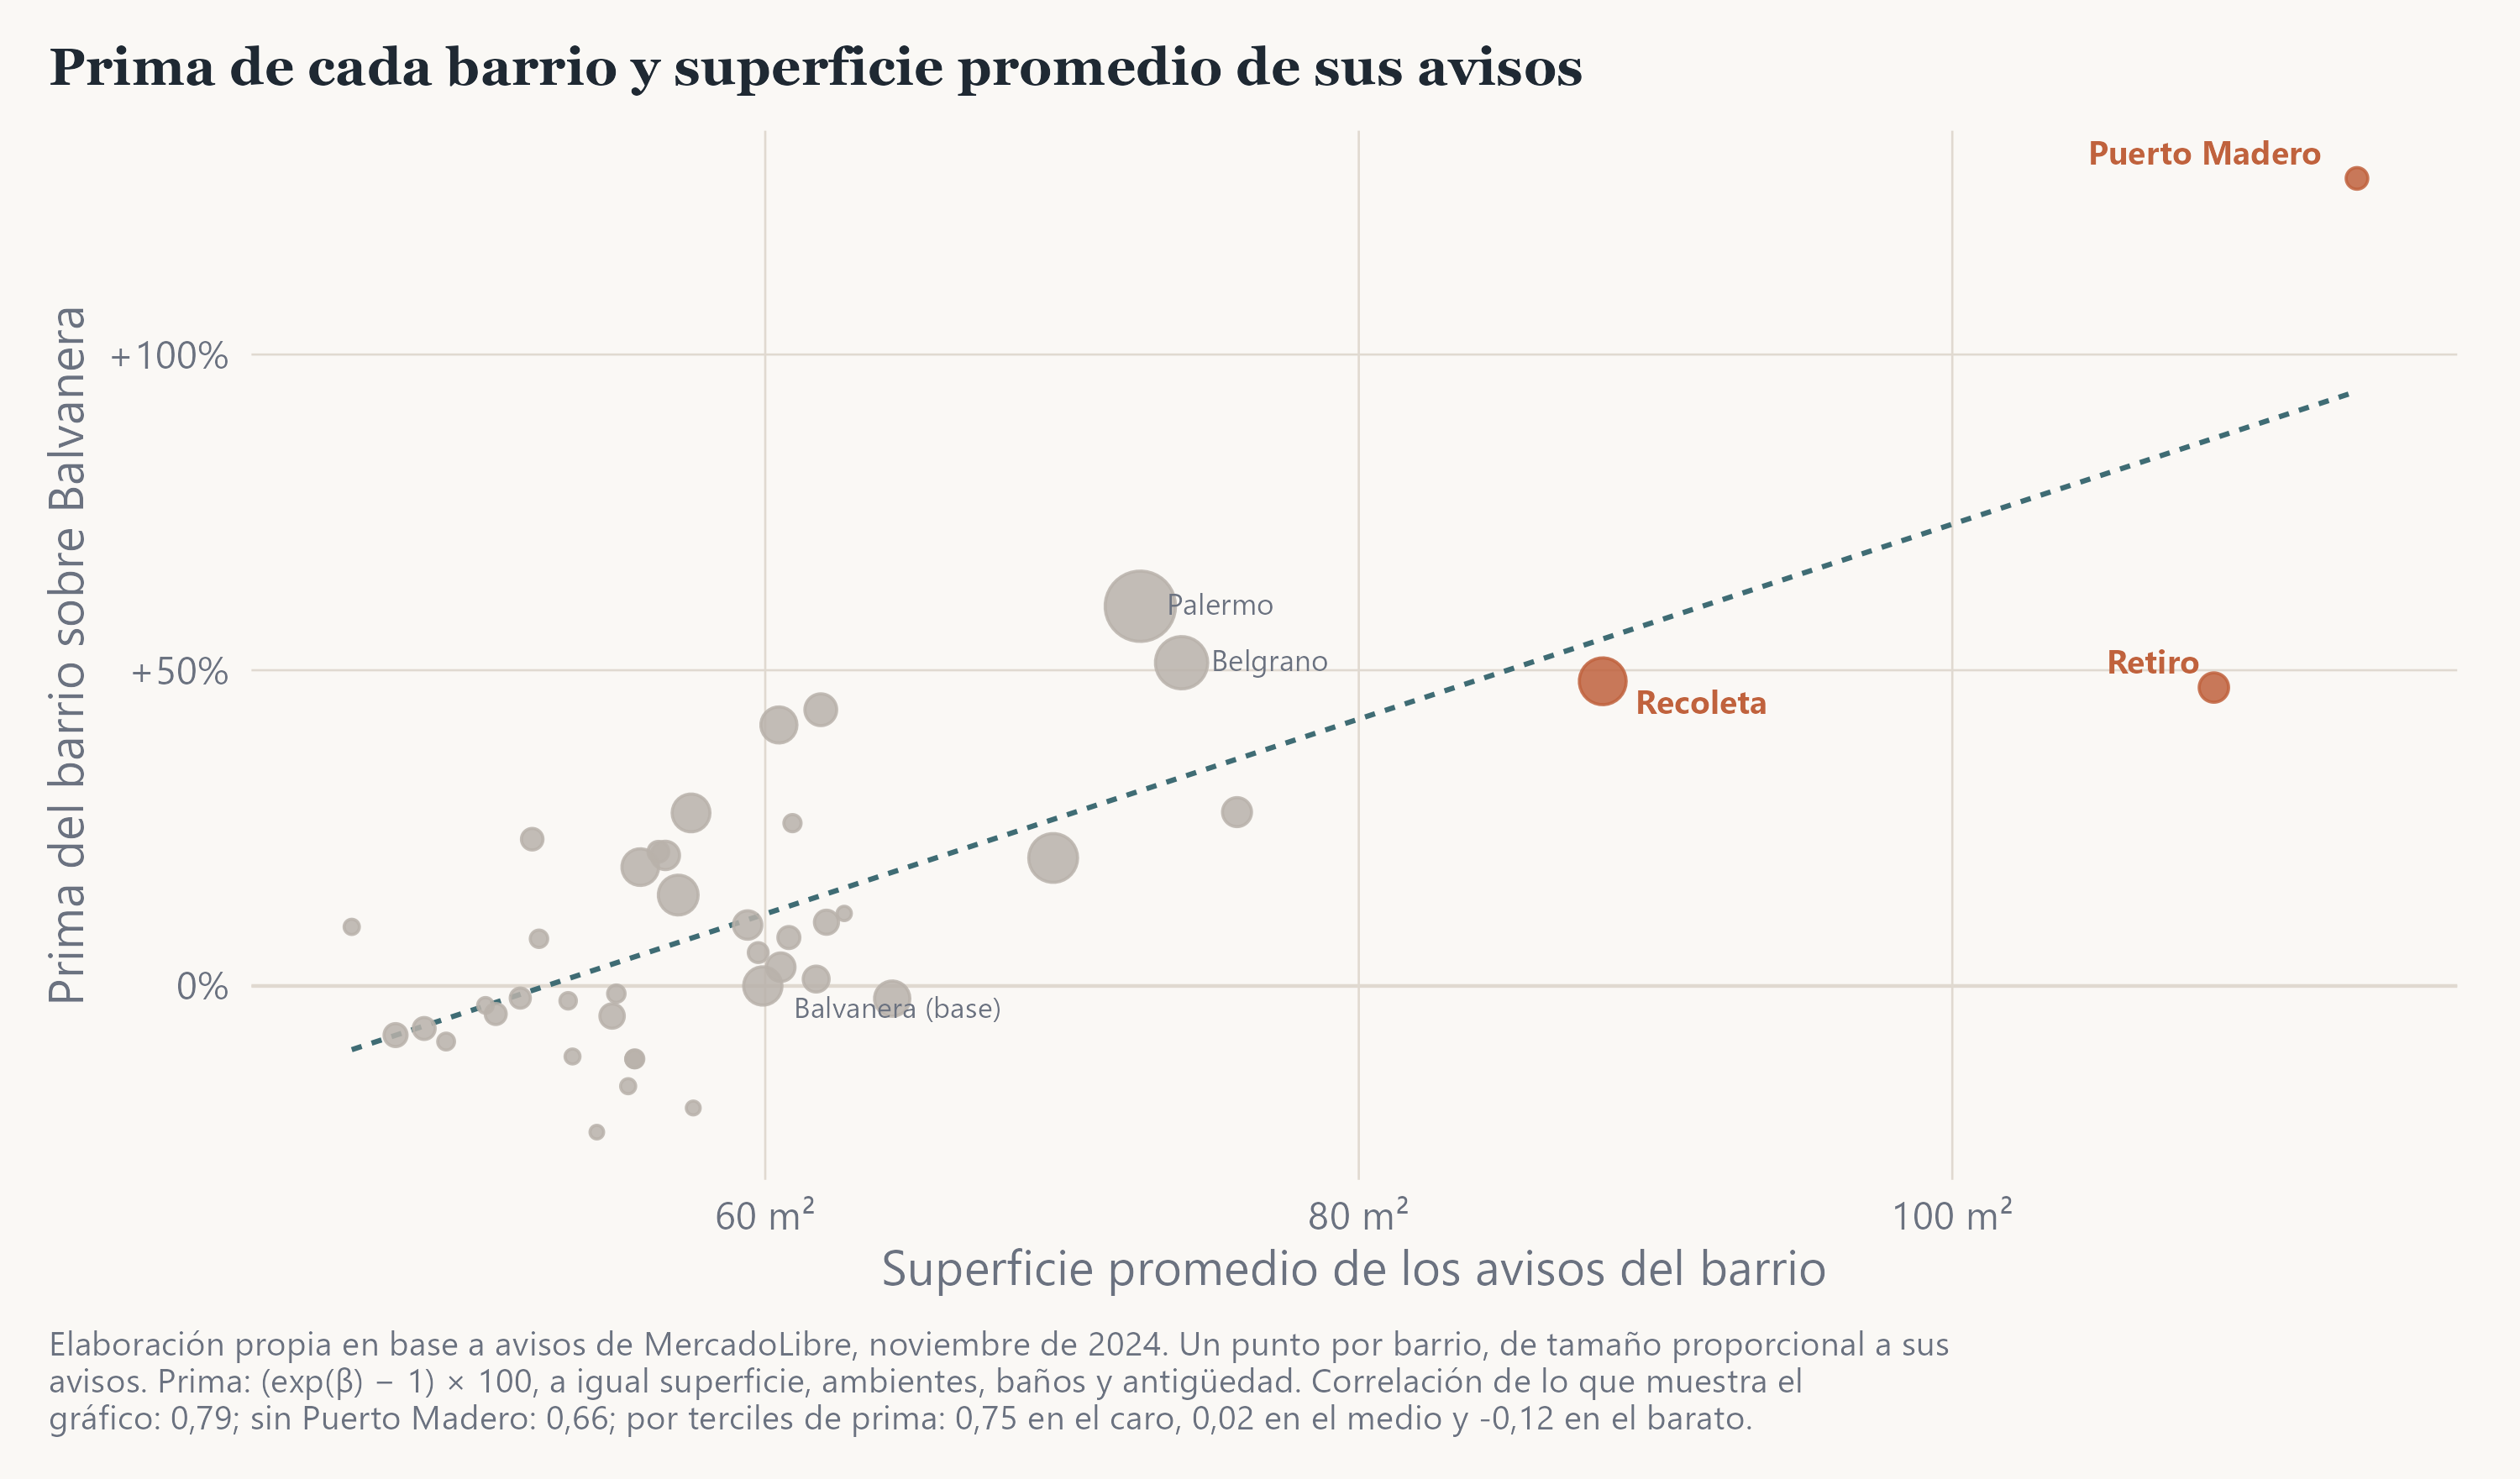 Prima de cada barrio y superficie promedio de sus avisos
Puerto Madero
Prima del barrio sobre Balvanera
+100%
Palermo
+50%
Belgrano
Retiro
Recoleta
0%
Balvanera (base)
60 m²
80 m²
100 m²
Superficie promedio de los avisos del barrio
Elaboración propia en base a avisos de MercadoLibre, noviembre de 2024. Un punto por barrio, de tamaño proporcional a sus
avisos. Prima: (exp(β) − 1) × 100, a igual superficie, ambientes, baños y antigüedad. Correlación de lo que muestra el
gráfico: 0,79; sin Puerto Madero: 0,66; por terciles de prima: 0,75 en el caro, 0,02 en el medio y -0,12 en el barato.